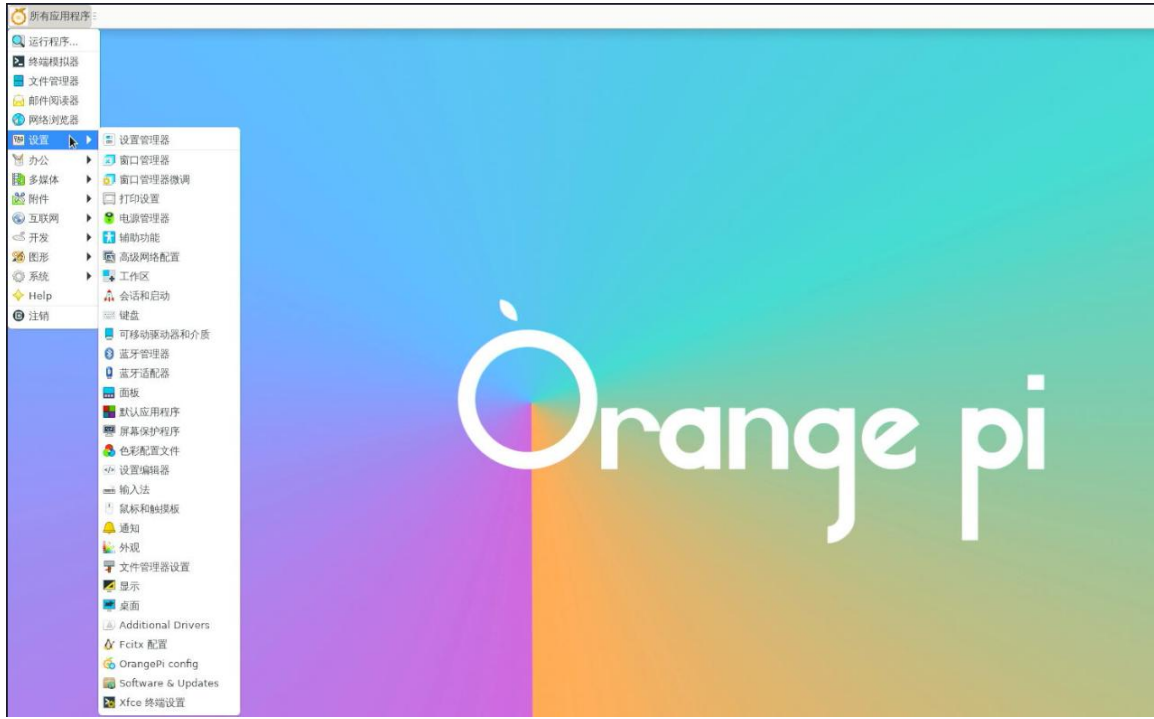 所有应用程序
运行程序...
终端模拟器
文件管理器
邮件阅读器
网络浏览器
设置
办公
多媒体
附件
互联网
开发
图形
系统
Help
注销
设置管理器
窗口管理器
窗口管理器微调
打印设置
电源管理器
辅助功能
高级网络配置
工作区
会话和启动
键盘
可移动驱动器和介质
蓝牙管理器
蓝牙适配器
面板
默认应用程序
屏幕保护程序
色彩配置文件
设置编辑器
输入法
鼠标和触摸板
通知
外观
文件管理器设置
显示
桌面
Additional Drivers
Fcitx 配置
OrangePi config
Software & Updates
Xfce 终端设置
Orange pi